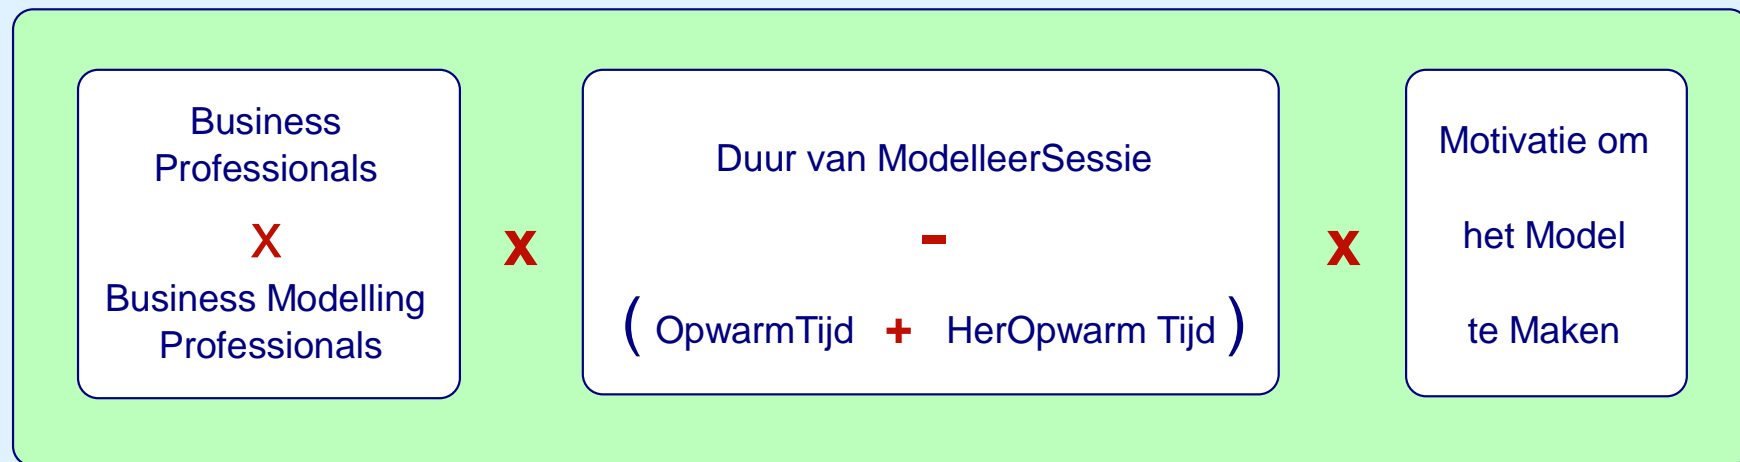 Business
Professionals
X
Business Modelling
Professionals
x
Duur van ModelleerSessie
-
( OpwarmTijd + HerOpwarm Tijd )
x
Motivatie om
het Model
te Maken